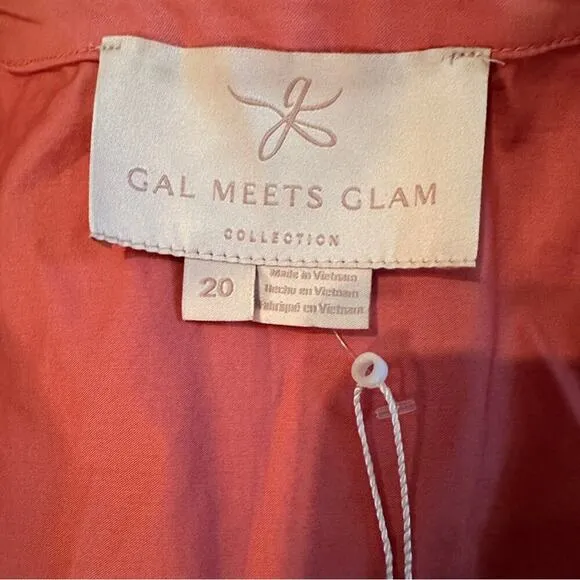 g
GAL MEETS GLAM
COLLECTION
20
Made in Vietnam
Hecho en Vietnam
Fabriqué en Vietnam